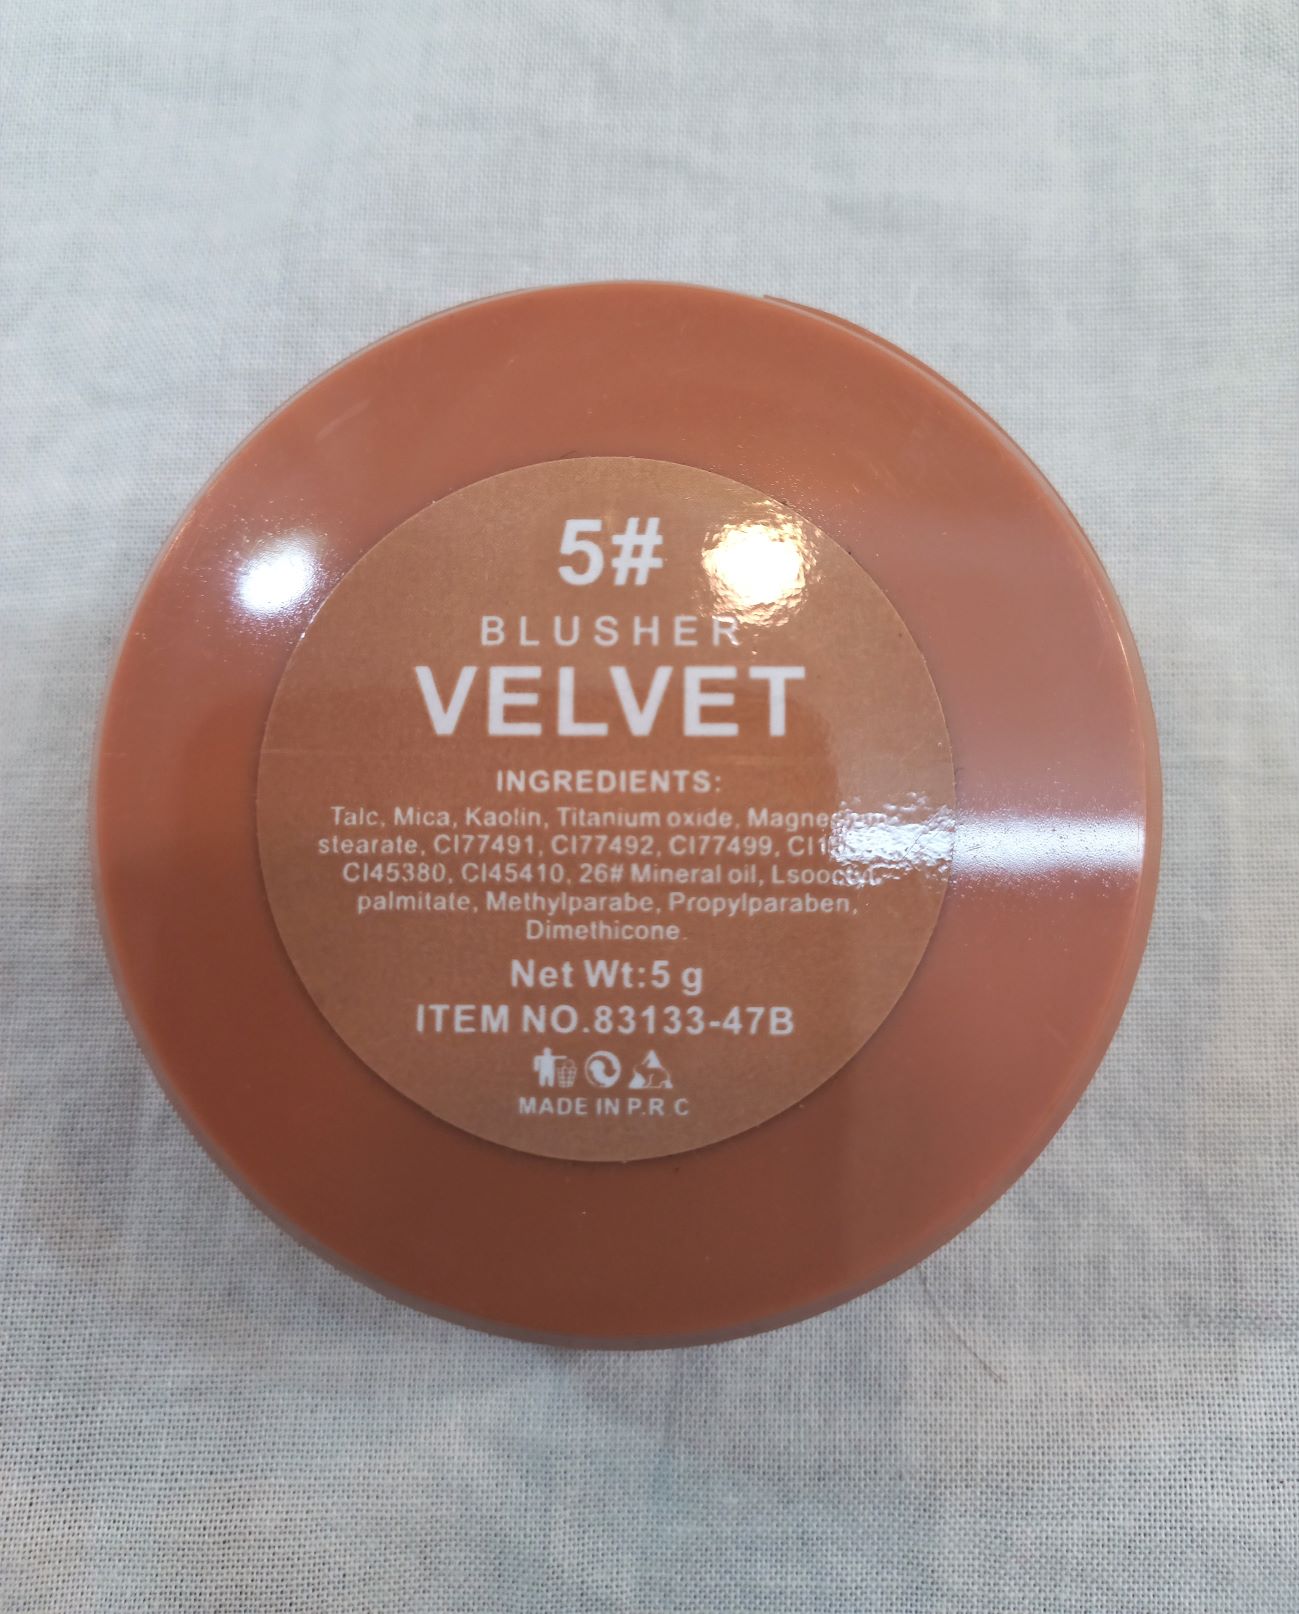 5#
BLUSHER
VELVET
INGREDIENTS:
Talc, Mica, Kaolin, Titanium oxide,
stearate, CI77491, CI77492, CI77499,
CI45380, CI45410, 26# Mineral oil,
palmitate, Methylparabe, Propylparaben,
Dimethicone.
Net Wt:5 g
ITEM NO.83133-47B
MADE IN P.R C